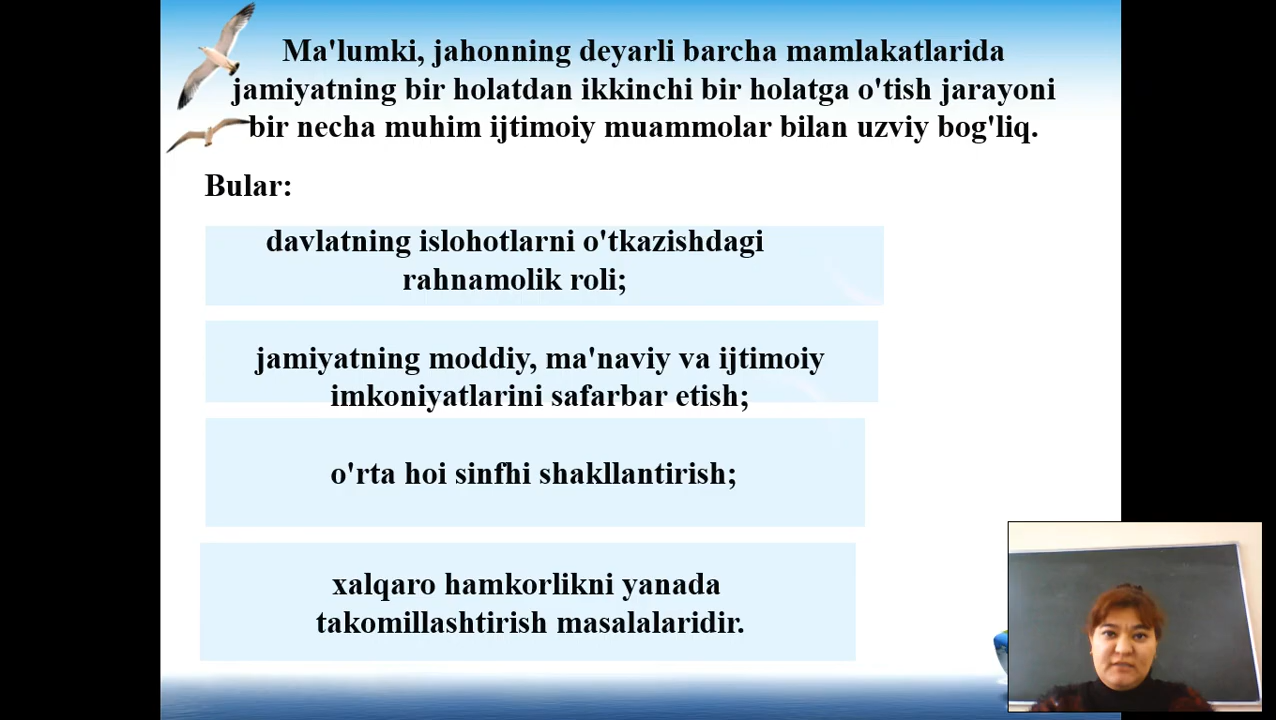 Ma'lumki, jahonning deyarli barcha mamlakatlarida
jamiyatning bir holatdan ikkinchi bir holatga o'tish jarayoni
bir necha muhim ijtimoiy muammolar bilan uzviy bog'liq.
Bular:
davlatning islohotlarni o'tkazishdagi
rahnamolik roli;
jamiyatning moddiy, ma'naviy va ijtimoiy
imkoniyatlarini safarbar etish;
o'rta hoi sinfhi shakllantirish;
xalqaro hamkorlikni yanada
takomillashtirish masalalaridir.